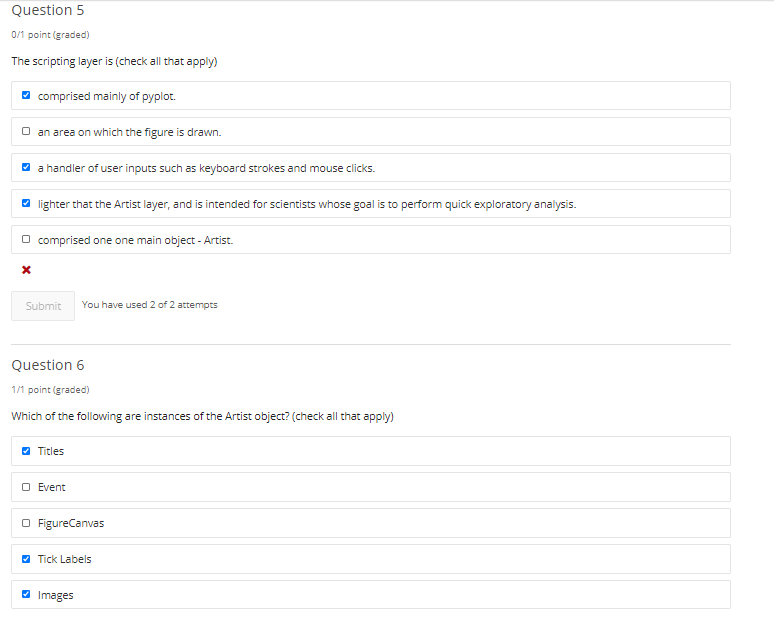 Question 5
0/1 point (graded)
The scripting layer is (check all that apply)
comprised mainly of pyplot.
an area on which the figure is drawn.
a handler of user inputs such as keyboard strokes and mouse clicks.
lighter that the Artist layer, and is intended for scientists whose goal is to perform quick exploratory analysis.
comprised one one main object - Artist.
Submit You have used 2 of 2 attempts
Question 6
1/1 point (graded)
Which of the following are instances of the Artist object? (check all that apply)
Titles
Event
FigureCanvas
Tick Labels
Images